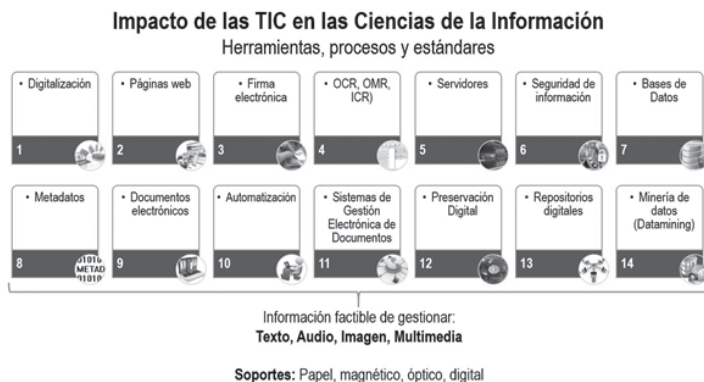 Impacto de las TIC en las Ciencias de la Información
Herramientas, procesos y estándares
• Digitalización
1
• Páginas web
2
• Firma
electrónica
3
• OCR, OMR,
ICR)
4
• Servidores
5
• Seguridad de
información
6
• Bases de
Datos
7
• Metadatos
8
01010
METAD
01010
• Documentos
electrónicos
9
• Automatización
10
• Sistemas de
Gestión
Electrónica de
Documentos
11
• Preservación
Digital
12
• Repositorios
digitales
13
• Minería de
datos
(Datamining)
14
Información factible de gestionar:
Texto, Audio, Imagen, Multimedia
Soportes: Papel, magnético, óptico, digital